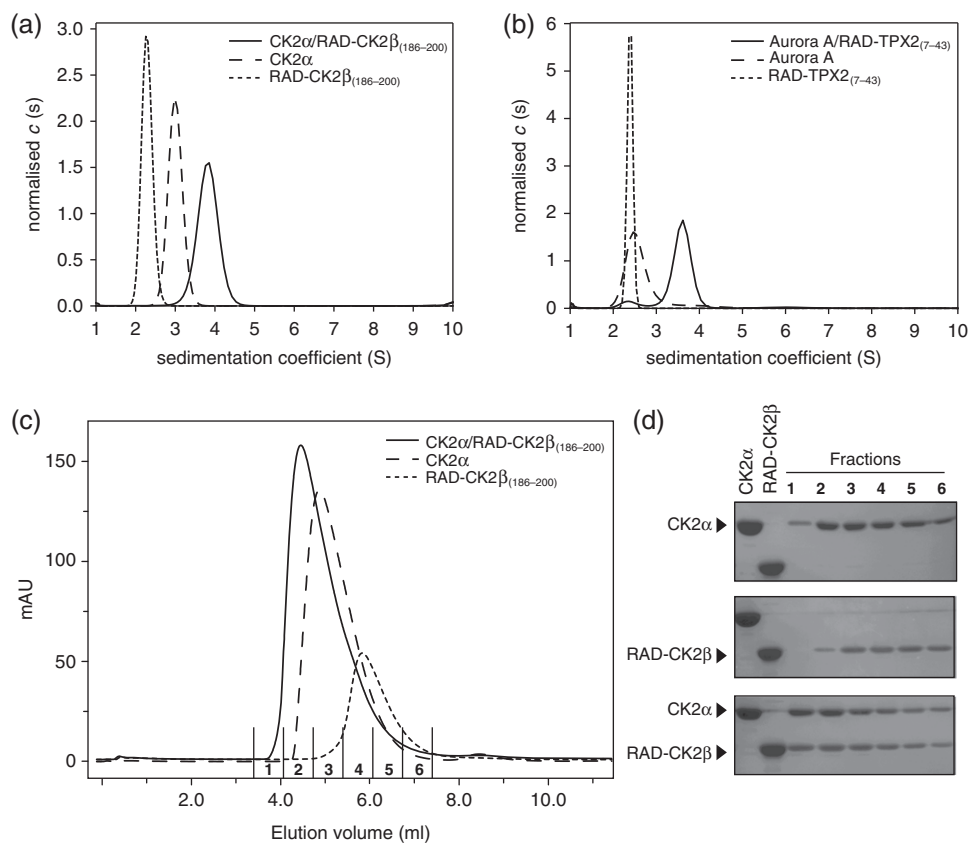 (a)
CK2α/RAD-CK2β(186–200)
CK2α
RAD-CK2β(186–200)
normalised c (s)
3.0
2.5
2.0
1.5
1.0
0.5
0.0
1 2 3 4 5 6 7 8 9 10
sedimentation coefficient (S)
(b)
Aurora A/RAD-TPX2(7–43)
Aurora A
RAD-TPX2(7–43)
normalised c (s)
6
5
4
3
2
1
0
1 2 3 4 5 6 7 8 9 10
sedimentation coefficient (S)
(c)
CK2α/RAD-CK2β(186–200)
CK2α
RAD-CK2β(186–200)
mAU
150
100
50
0
1 2 3 4 5 6
2.0 4.0 6.0 8.0 10.0
Elution volume (ml)
(d)
CK2α
RAD-CK2β
Fractions
1 2 3 4 5 6
CK2α
RAD-CK2β
CK2α
RAD-CK2β